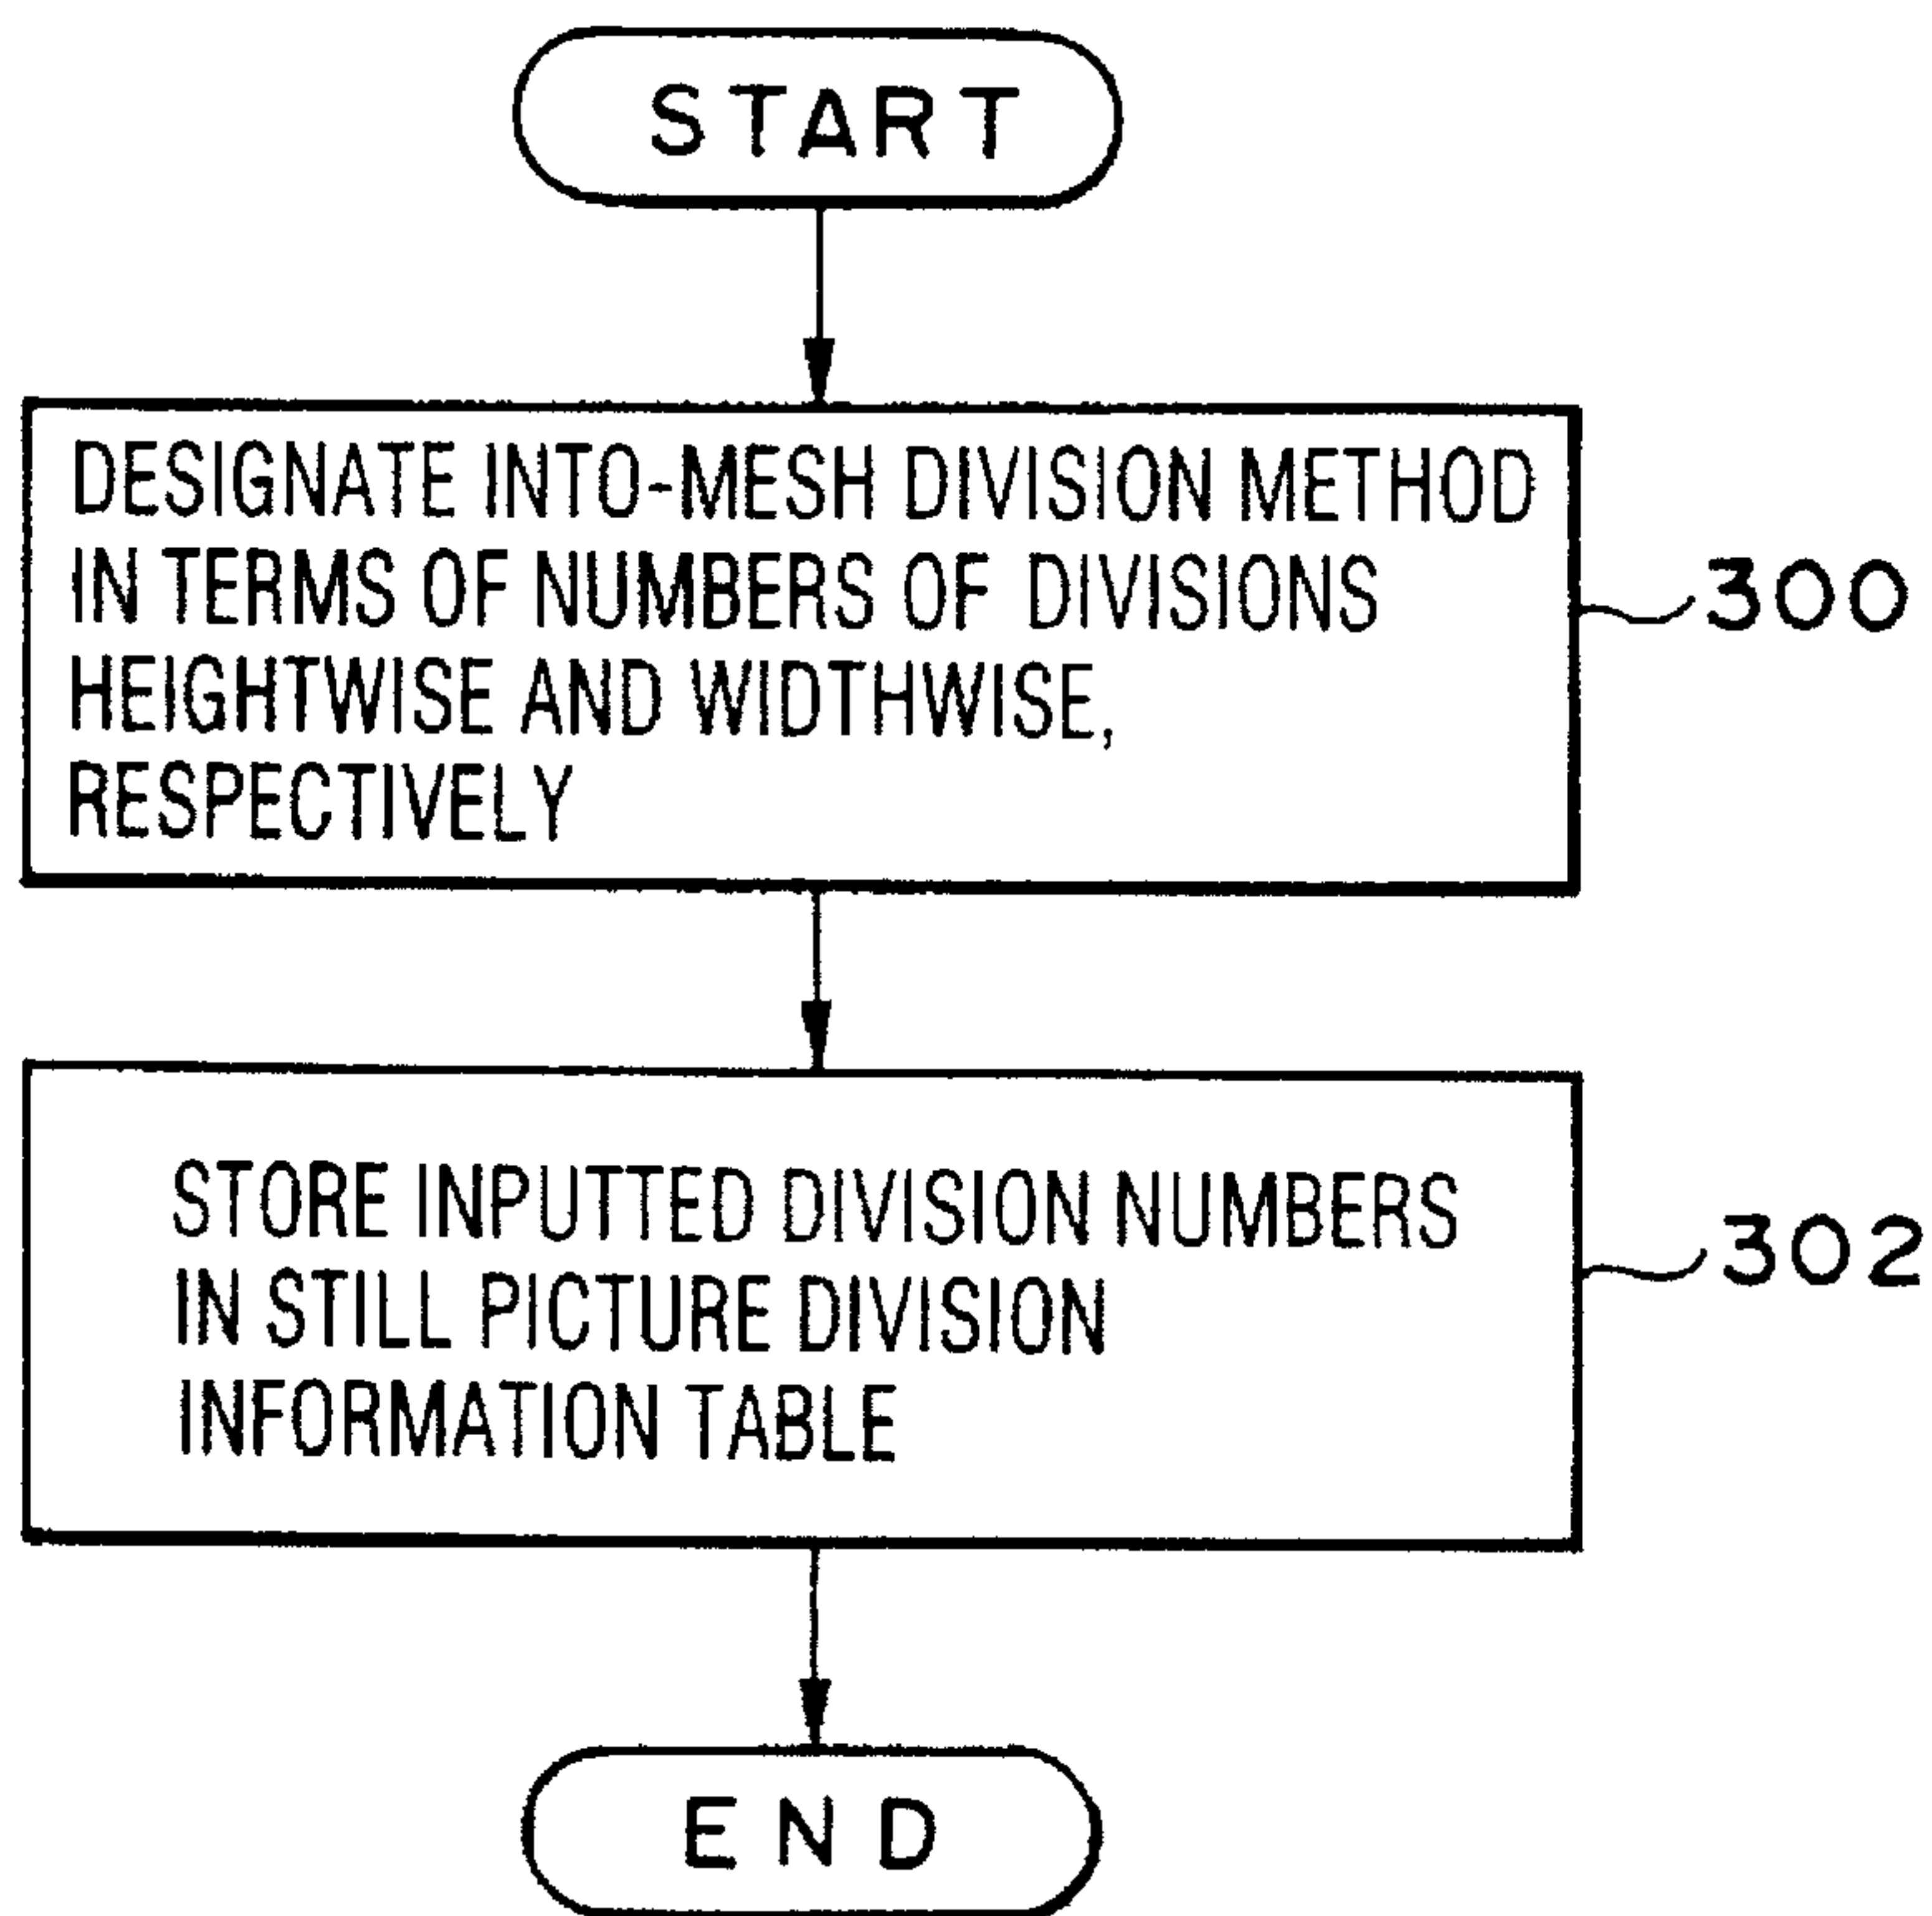 START
DESIGNATE INTO-MESH DIVISION METHOD
IN TERMS OF NUMBERS OF DIVISIONS
HEIGHTWISE AND WIDTHWISE,
RESPECTIVELY
300
STORE INPUTTED DIVISION NUMBERS
IN STILL PICTURE DIVISION
INFORMATION TABLE
302
END